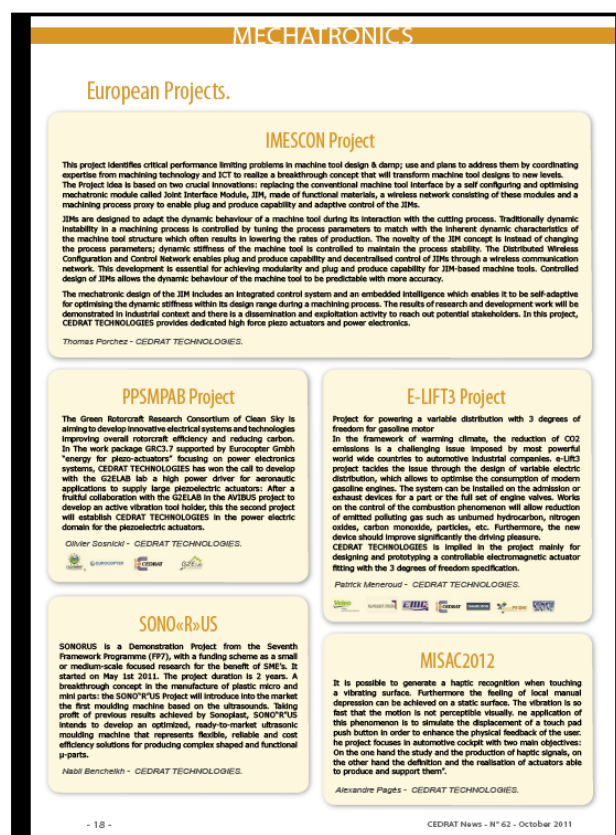 MECHATRONICS
European Projects.
IMESCON Project
This project identifies critical performance limiting problems in machine tool design & damp; use and plans to address them by coordinating
expertise from machining technology and ICT to realize a breakthrough concept that will transform machine tool designs to new levels.
The Project idea is based on two crucial innovations: replacing the conventional machine tool interface by a self configuring and optimising
mechatronic module called Joint Interface Module, JIM, made of functional materials, a wireless network consisting of these modules and a
machining process proxy to enable plug and produce capability and adaptive control of the JIMs.
JIMs are designed to adapt the dynamic behaviour of a machine tool during its interaction with the cutting process. Traditionally dynamic
instability in a machining process is controlled by tuning the process parameters to match with the inherent dynamic characteristics of
the machine tool structure which often results in lowering the rates of production. The novelty of the JIM concept is instead of changing
the process parameters; dynamic stiffness of the machine tool is controlled to maintain the process stability. The Distributed Wireless
Configuration and Control Network enables plug and produce capability and decentralised control of JIMs through a wireless communication
network. This development is essential for achieving modularity and plug and produce capability for JIM-based machine tools. Controlled
design of JIMs allows the dynamic behaviour of the machine tool to be predictable with more accuracy.
The mechatronic design of the JIM includes an integrated control system and an embedded intelligence which enables it to be self-adaptive
for optimising the dynamic stiffness within its design range during a machining process. The results of research and development work will be
demonstrated in industrial context and there is a dissemination and exploitation activity to reach out potential stakeholders. In this project,
CEDRAT TECHNOLOGIES provides dedicated high force piezo actuators and power electronics.
Thomas Porchez - CEDRAT TECHNOLOGIES.
PPSMPAB Project
The Green Rotorcraft Research Consortium of Clean Sky is
aiming to develop innovative electrical systems and technologies
improving overall rotorcraft efficiency and reducing carbon.
In The work package GRC3.7 supported by Eurocopter Gmbh
"energy for piezo-actuators" focusing on power electronics
systems, CEDRAT TECHNOLOGIES has won the call to develop
with the G2ELAB lab a high power driver for aeronautic
applications to supply large piezoelectric actuators: After a
fruitful collaboration with the G2ELAB in the AVIBUS project to
develop an active vibration tool holder, this the second project
will establish CEDRAT TECHNOLOGIES in the power electric
domain for the piezoelectric actuators.
Olivier Sosnicki - CEDRAT TECHNOLOGIES.
EUROCOPTER CEDRAT G2ELab
SONO«R»US
SONORUS is a Demonstration Project from the Seventh
Framework Programme (FP7), with a funding scheme as a small
or medium-scale focused research for the benefit of SME's. It
started on May 1st 2011. The project duration is 2 years. A
breakthrough concept in the manufacture of plastic micro and
mini parts: the SONO"R"US Project will introduce into the market
the first moulding machine based on the ultrasounds. Taking
profit of previous results achieved by Sonoplast, SONO"R"US
intends to develop an optimized, ready-to-market ultrasonic
moulding machine that represents flexible, reliable and cost
efficiency solutions for producing complex shaped and functional
µ-parts.
Nabil Bencheikh - CEDRAT TECHNOLOGIES.
E-LIFT3 Project
Project for powering a variable distribution with 3 degrees of
freedom for gasoline motor
In the framework of warming climate, the reduction of CO2
emissions is a challenging issue imposed by most powerful
world wide countries to automotive industrial companies. e-Lift3
project tackles the issue through the design of variable electric
distribution, which allows to optimise the consumption of modern
gasoline engines. The system can be installed on the admission or
exhaust devices for a part or the full set of engine valves. Works
on the control of the combustion phenomenon will allow reduction
of emitted polluting gas such as unburned hydrocarbon, nitrogen
oxides, carbon monoxide, particles, etc. Furthermore, the new
device should improve significantly the driving pleasure.
CEDRAT TECHNOLOGIES is implied in the project mainly for
designing and prototyping a controllable electromagnetic actuator
fitting with the 3 degrees of freedom specification.
Patrick Meneroud - CEDRAT TECHNOLOGIES.
Valeo EMC CEDRAT
MISAC2012
It is possible to generate a haptic recognition when touching
a vibrating surface. Furthermore the feeling of local manual
depression can be achieved on a static surface. The vibration is so
fast that the motion is not perceptible visually. ne application of
this phenomenon is to simulate the displacement of a touch pad
push button in order to enhance the physical feedback of the user.
he project focuses in automotive cockpit with two main objectives:
On the one hand the study and the production of haptic signals, on
the other hand the definition and the realisation of actuators able
to produce and support them".
Alexandre Pagès - CEDRAT TECHNOLOGIES.
- 18 -
CEDRAT News - N° 62 - October 2011